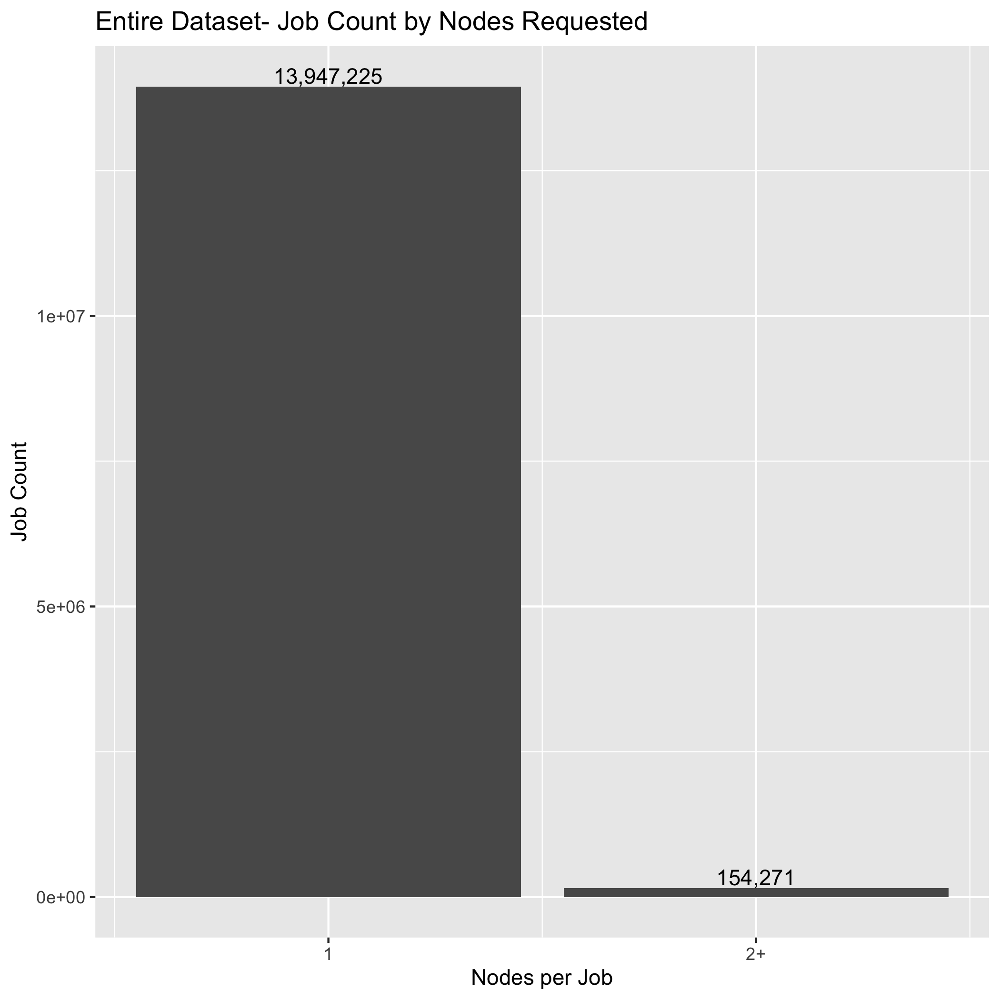 Entire Dataset- Job Count by Nodes Requested
13,947,225
1e+07
Job Count
5e+06
154,271
0e+00
1
2+
Nodes per Job